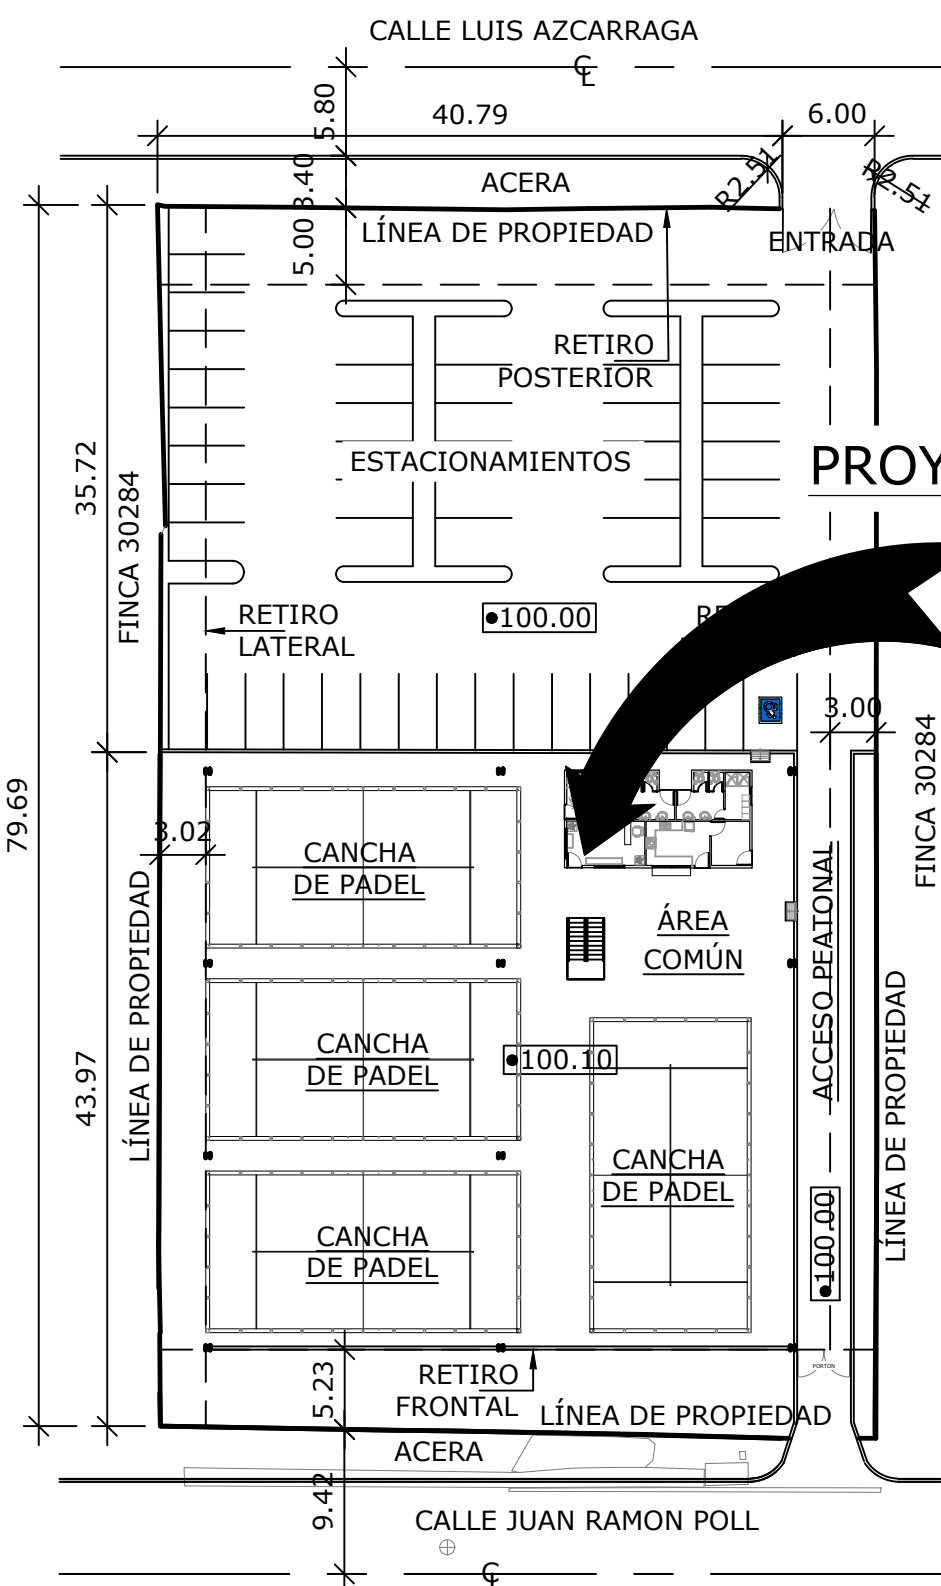 CALLE LUIS AZCARRAGA
℄
5.80
40.79
6.00
3.40
ACERA
R2.51
R2.51
5.00
LÍNEA DE PROPIEDAD
ENTRADA
RETIRO
POSTERIOR
ESTACIONAMIENTOS
PROY
35.72
FINCA 30284
RETIRO
LATERAL
100.00
3.00
FINCA 30284
79.69
3.02
CANCHA
DE PADEL
ÁREA
COMÚN
ACCESO PEATONAL
LÍNEA DE PROPIEDAD
43.97
CANCHA
DE PADEL
100.10
LÍNEA DE PROPIEDAD
CANCHA
DE PADEL
CANCHA
DE PADEL
100.00
PORTON
5.23
RETIRO
FRONTAL
LÍNEA DE PROPIEDAD
ACERA
9.42
CALLE JUAN RAMON POLL
℄